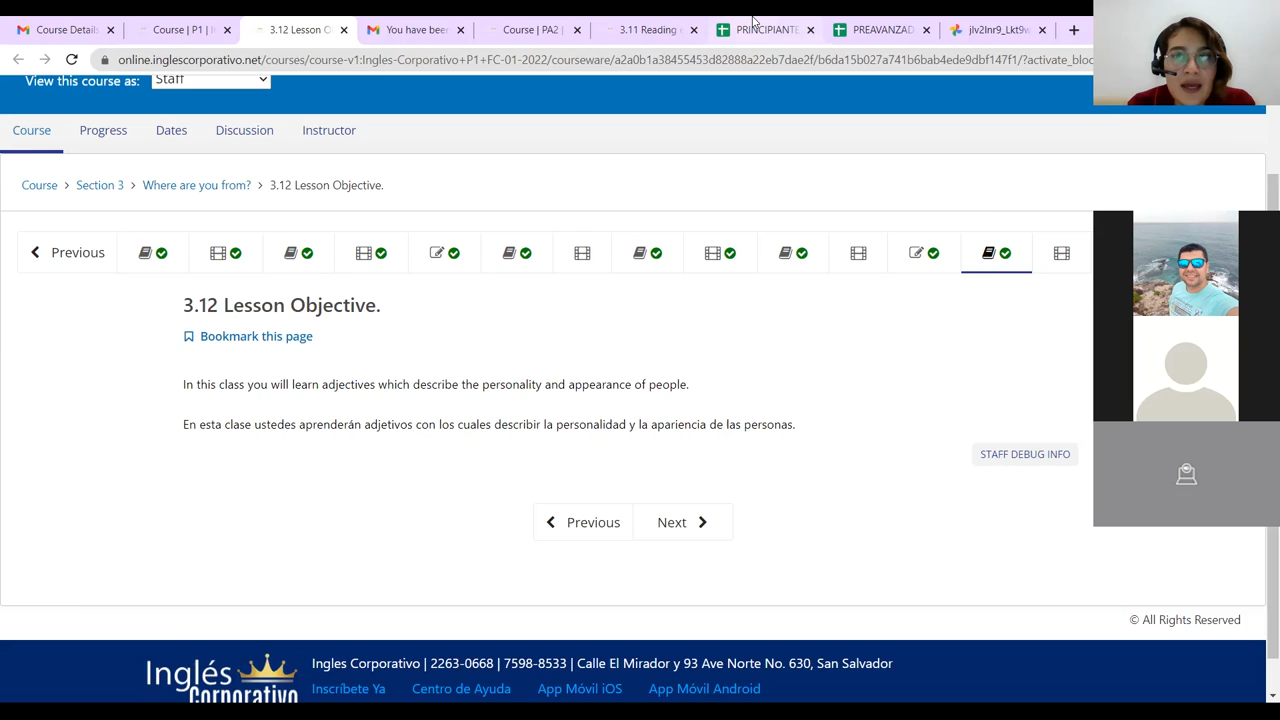 Course Details
Course | P1 | I
3.12 Lesson O
You have been
Course | PA2 |
3.11 Reading
PRINCIPIANTE
PREAVANZAD
online.inglescorporativo.net/courses/course-v1:Ingles-Corporativo+P1+FC-01-2022/courseware/a2a0b1a38455453d82888a22eb7dae2f/b6da15b027a741b6bab4ede9dbf147f1/?activate_bloc
View this course as:
Staff
Course
Progress
Dates
Discussion
Instructor
Course > Section 3 > Where are you from? > 3.12 Lesson Objective.
Previous
3.12 Lesson Objective.
Bookmark this page
In this class you will learn adjectives which describe the personality and appearance of people.
En esta clase ustedes aprenderán adjetivos con los cuales describir la personalidad y la apariencia de las personas.
STAFF DEBUG INFO
Previous
Next
© All Rights Reserved
Inglés
Corporativo
Ingles Corporativo | 2263-0668 | 7598-8533 | Calle El Mirador y 93 Ave Norte No. 630, San Salvador
Inscríbete Ya
Centro de Ayuda
App Móvil iOS
App Móvil Android